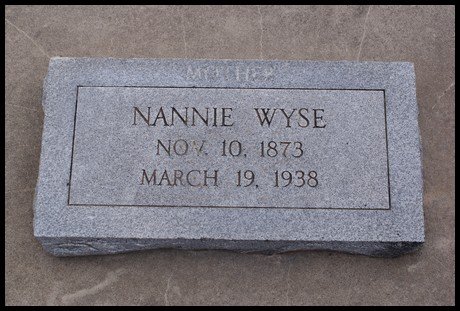 MOTHER
NANNIE WYSE
NOV. 10, 1873
MARCH 19, 1938